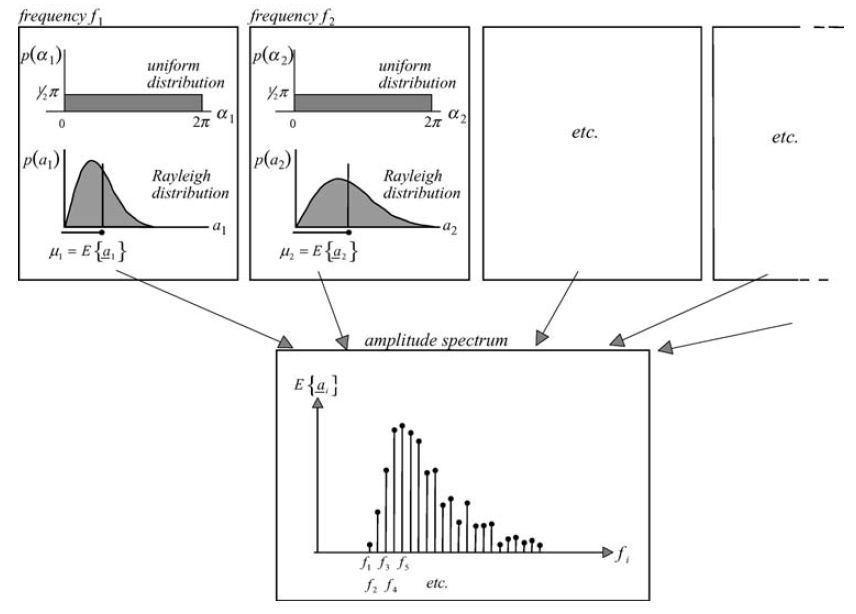 frequency f₁
p(α₁)
uniform
distribution
½π
0
2π
α₁
p(a₁)
Rayleigh
distribution
a₁
μ₁ = E{a₁}
frequency f₂
p(α₂)
uniform
distribution
½π
0
2π
α₂
p(a₂)
Rayleigh
distribution
a₂
μ₂ = E{a₂}
etc.
etc.
amplitude spectrum
E{aᵢ}
fᵢ
f₁ f₃ f₅
f₂ f₄ etc.